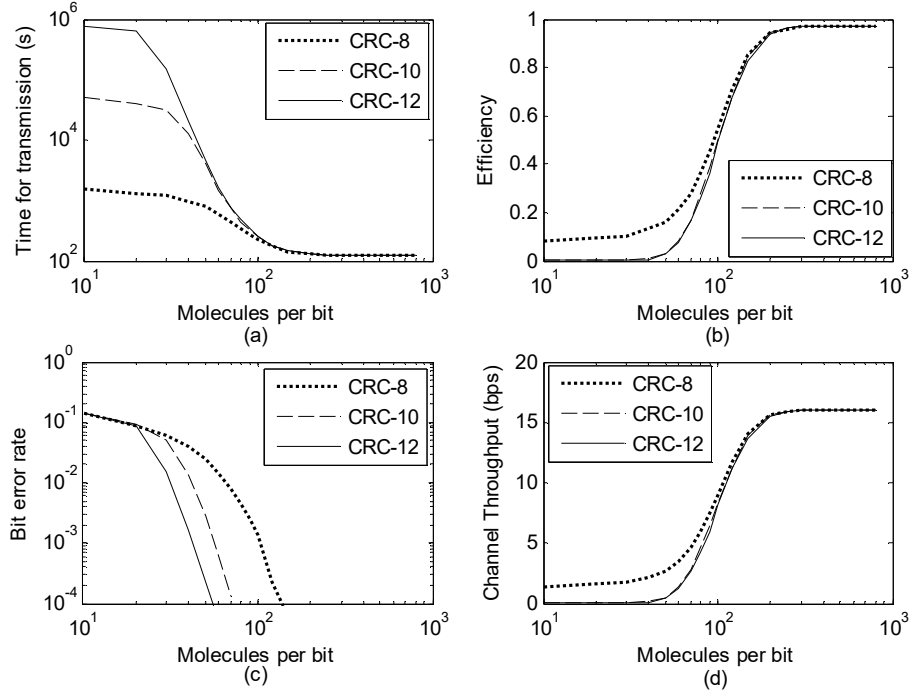 10^6
10^4
10^2
Time for transmission (s)
CRC-8
CRC-10
CRC-12
10^1
10^2
10^3
Molecules per bit
(a)
1
0.8
0.6
0.4
0.2
0
Efficiency
CRC-8
CRC-10
CRC-12
10^1
10^2
10^3
Molecules per bit
(b)
10^0
10^-1
10^-2
10^-3
10^-4
Bit error rate
CRC-8
CRC-10
CRC-12
10^1
10^2
10^3
Molecules per bit
(c)
20
15
10
5
0
Channel Throughput (bps)
CRC-8
CRC-10
CRC-12
10^1
10^2
10^3
Molecules per bit
(d)